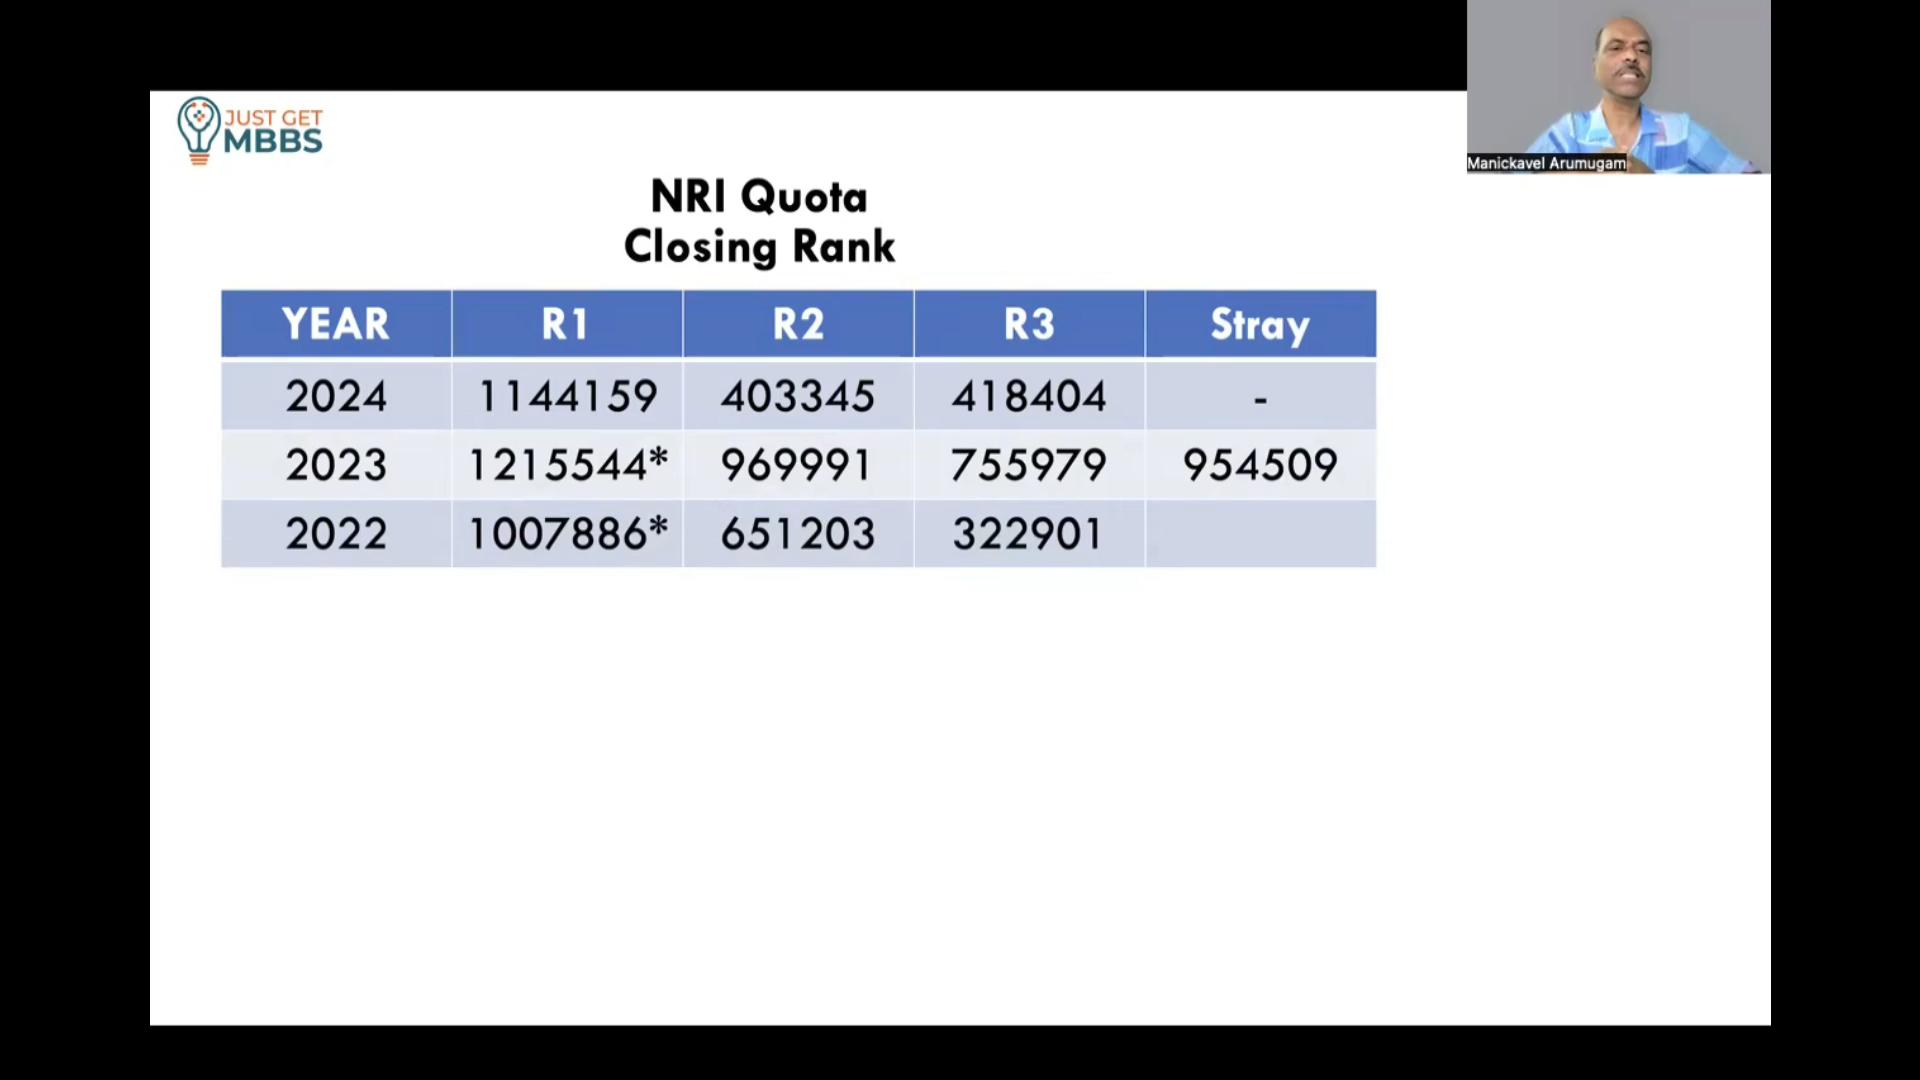 JUST GET
MBBS
Manickavel Arumugam
NRI Quota
Closing Rank
YEAR R1 R2 R3 Stray
2024 1144159 403345 418404 -
2023 1215544* 969991 755979 954509
2022 1007886* 651203 322901